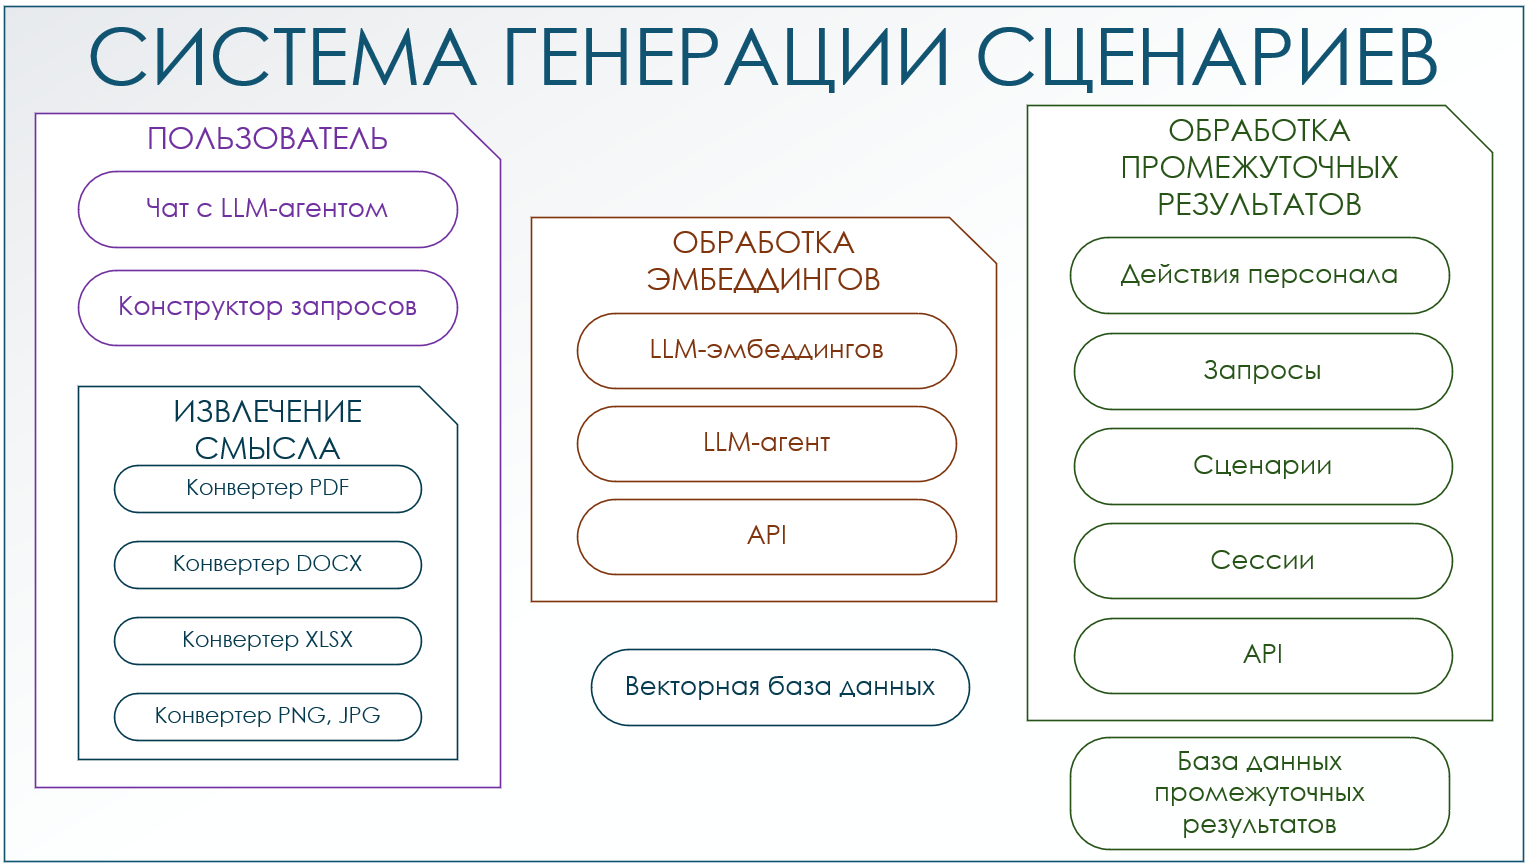 СИСТЕМА ГЕНЕРАЦИИ СЦЕНАРИЕВ
ПОЛЬЗОВАТЕЛЬ
Чат с LLM-агентом
Конструктор запросов
ИЗВЛЕЧЕНИЕ
СМЫСЛА
Конвертер PDF
Конвертер DOCX
Конвертер XLSX
Конвертер PNG, JPG
ОБРАБОТКА
ЭМБЕДДИНГОВ
LLM-эмбеддингов
LLM-агент
API
Векторная база данных
ОБРАБОТКА
ПРОМЕЖУТОЧНЫХ
РЕЗУЛЬТАТОВ
Действия персонала
Запросы
Сценарии
Сессии
API
База данных
промежуточных
результатов